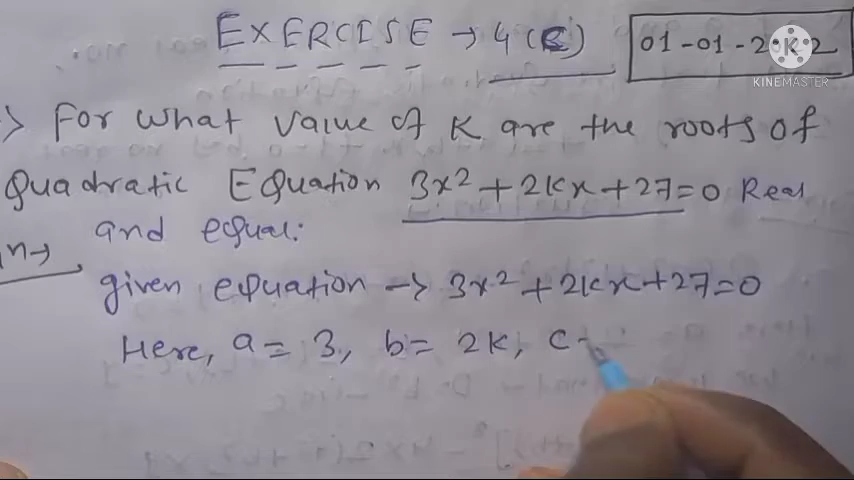 EXERCISE → 4(C)
01-01-2K2
KINEMASTER
For what value of K are the roots of
Quadratic Equation 3x² + 2kx + 27 = 0 Real
and equal:
given equation → 3x² + 2kx + 27 = 0
Here, a = 3, b = 2K, c